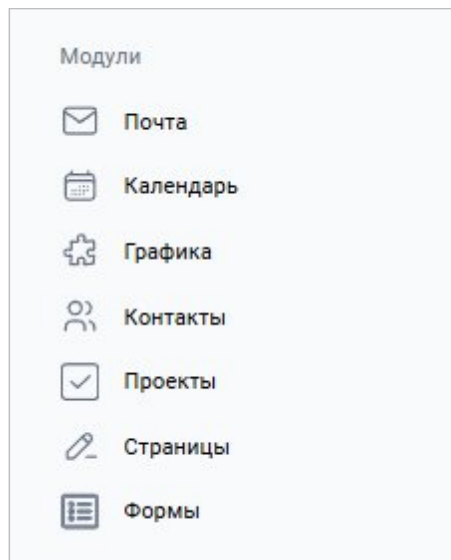 Модули
Почта
Календарь
Графика
Контакты
Проекты
Страницы
Формы